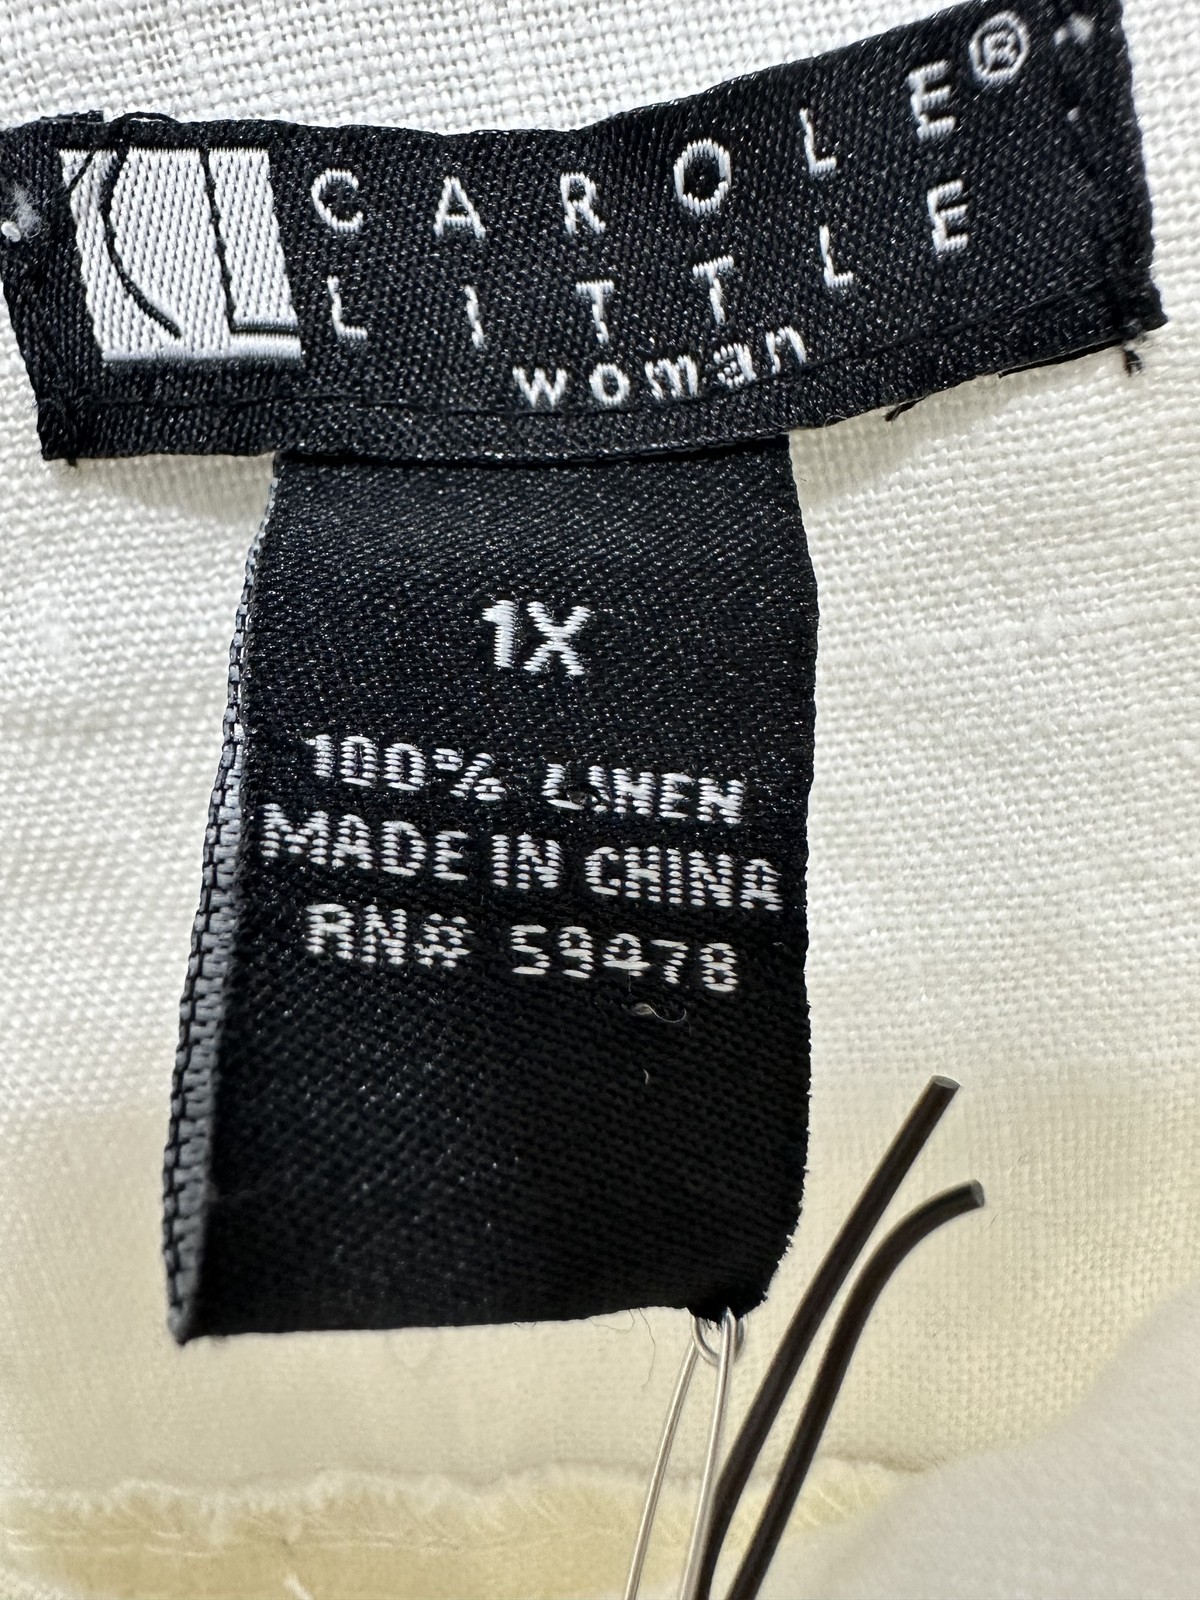 CAROLE®
LITTLE
woman
1X
100% LINEN
MADE IN CHINA
RN# 59478